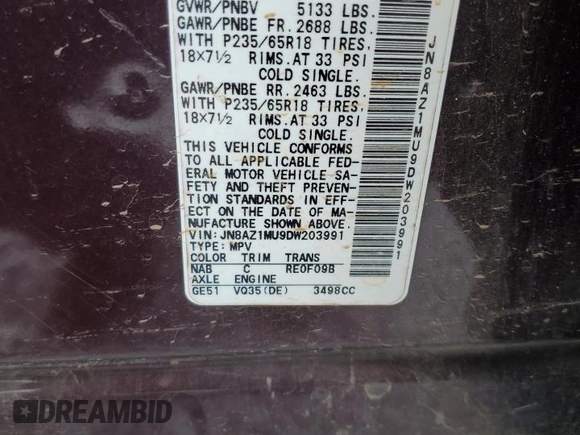 GVWR/PNBV 5133 LBS.
GAWR/PNBE FR. 2688 LBS.
WITH P235/65R18 TIRES,
18×7½ RIMS.AT 33 PSI
COLD SINGLE.
GAWR/PNBE RR. 2463 LBS.
WITH P235/65R18 TIRES,
18×7½ RIMS.AT 33 PSI
COLD SINGLE.
THIS VEHICLE CONFORMS
TO ALL APPLICABLE FED-
ERAL MOTOR VEHICLE SA-
FETY AND THEFT PREVEN-
TION STANDARDS IN EFF-
ECT ON THE DATE OF MA-
NUFACTURE SHOWN ABOVE.
VIN: JN8AZ1MU9DW203991
TYPE: MPV
COLOR TRIM TRANS
NAB C RE0F09B
AXLE ENGINE
GE51 VQ35(DE) 3498CC
JN8AZ1MU9DW203991
DREAMBID